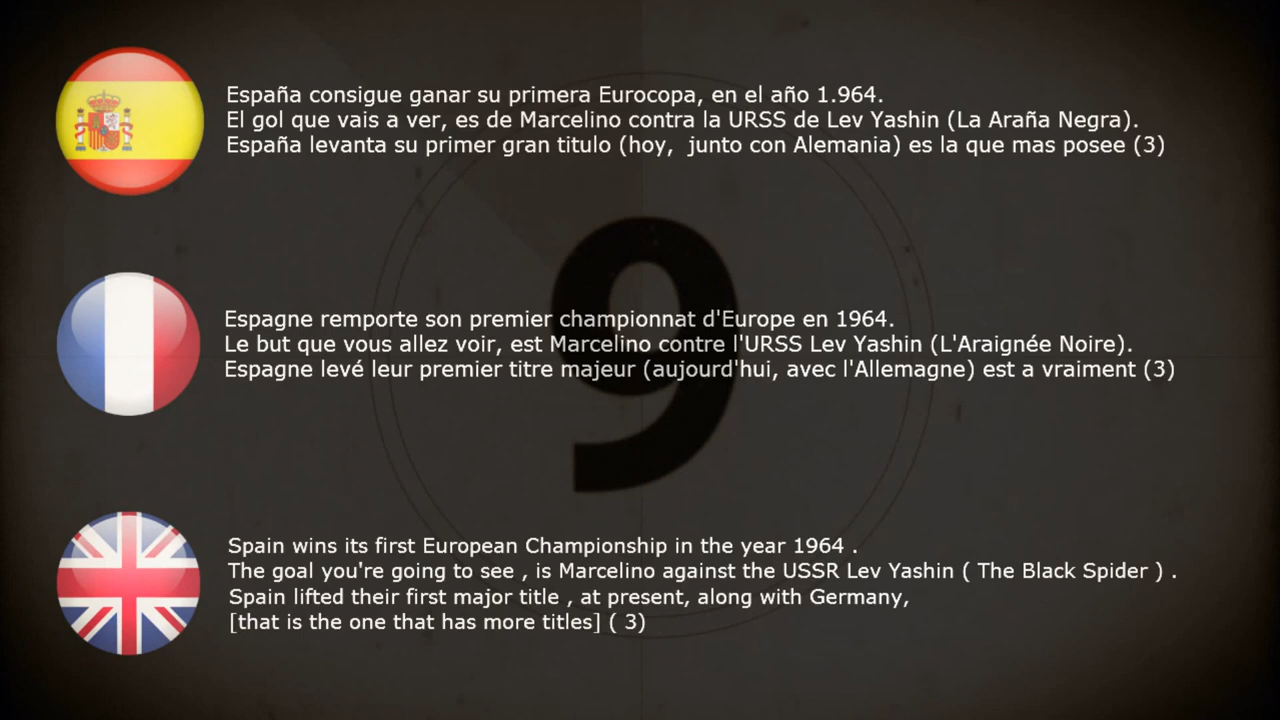 España consigue ganar su primera Eurocopa, en el año 1.964.
El gol que vais a ver, es de Marcelino contra la URSS de Lev Yashin (La Araña Negra).
España levanta su primer gran titulo (hoy,  junto con Alemania) es la que mas posee (3)
9
Espagne remporte son premier championnat d'Europe en 1964.
Le but que vous allez voir, est Marcelino contre l'URSS Lev Yashin (L'Araignée Noire).
Espagne levé leur premier titre majeur (aujourd'hui, avec l'Allemagne) est a vraiment (3)
Spain wins its first European Championship in the year 1964 .
The goal you're going to see , is Marcelino against the USSR Lev Yashin ( The Black Spider ) .
Spain lifted their first major title , at present, along with Germany,
[that is the one that has more titles] ( 3)